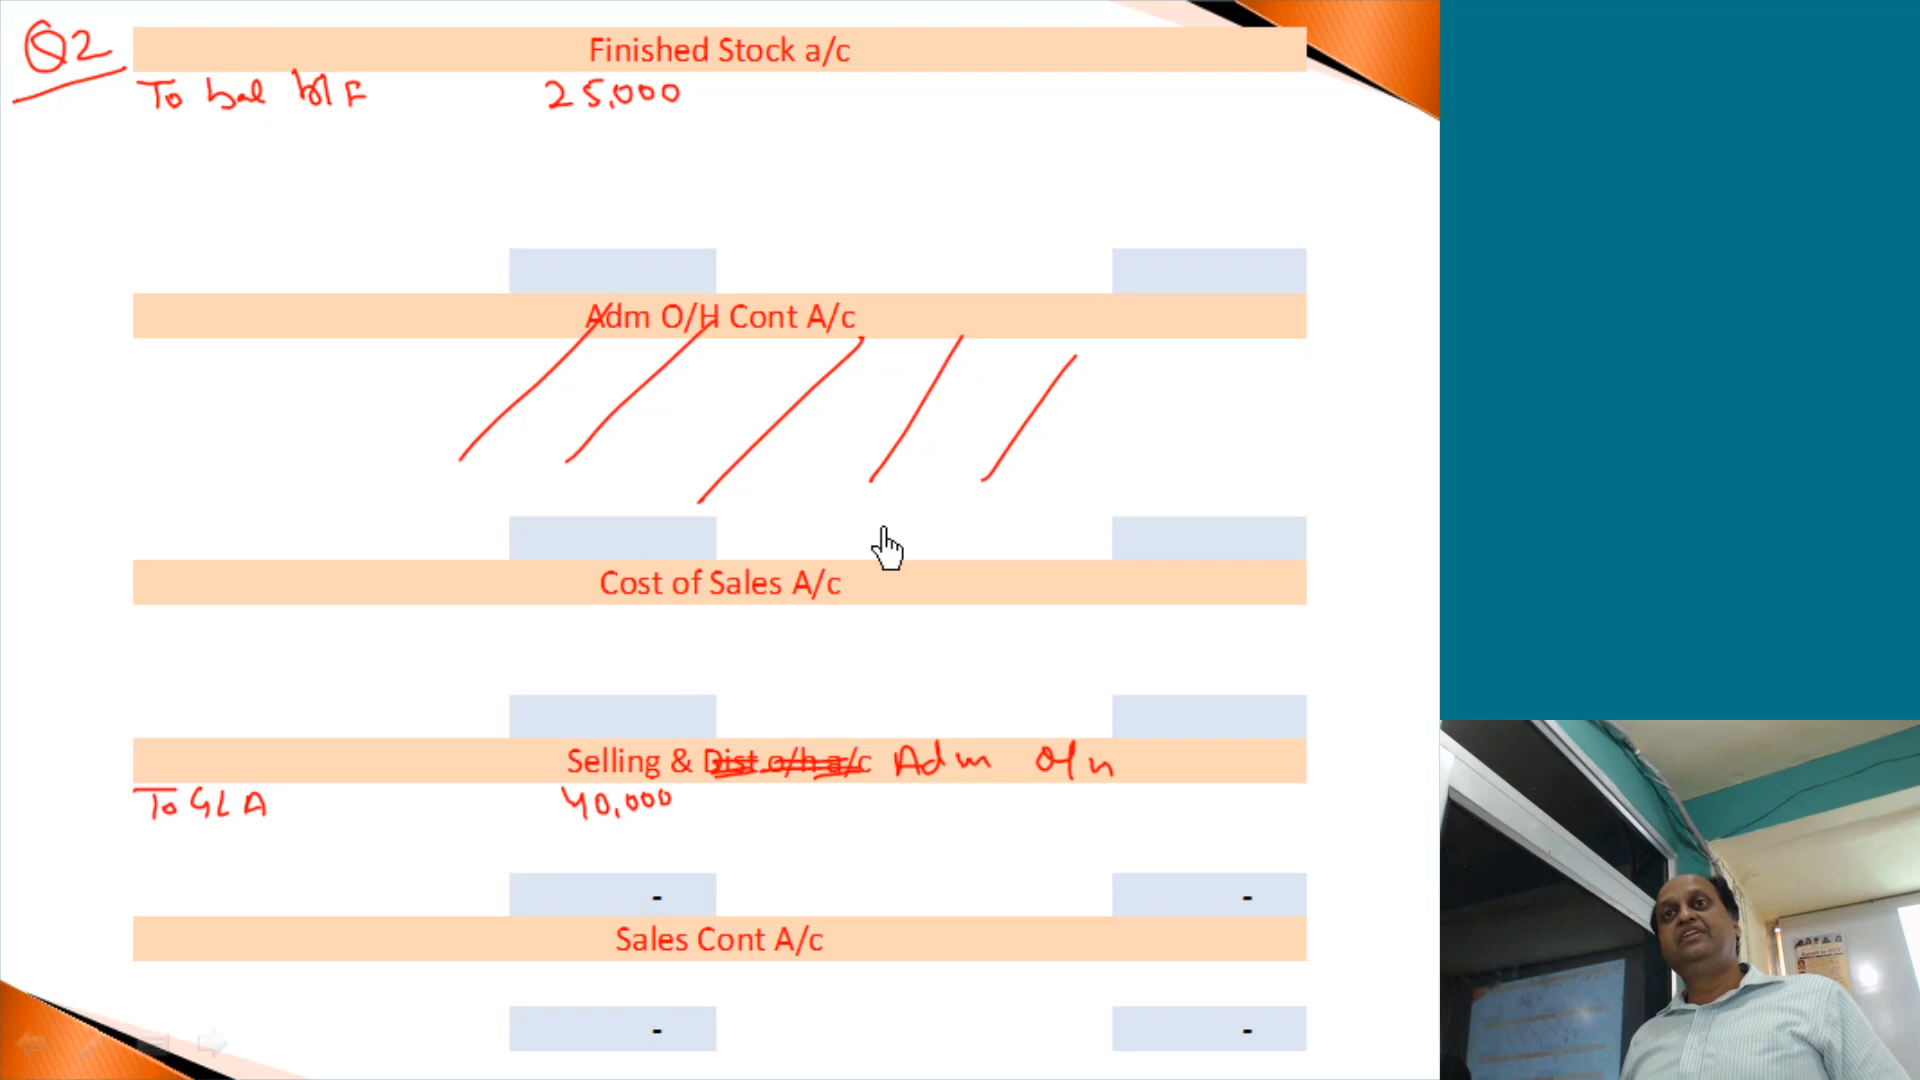 Q2
Finished Stock a/c
To bal b/F 25,000
Adm O/H Cont A/c
Cost of Sales A/c
Selling & Dist o/h a/c Adm O/H
To GLA 40,000
- -
Sales Cont A/c
- -